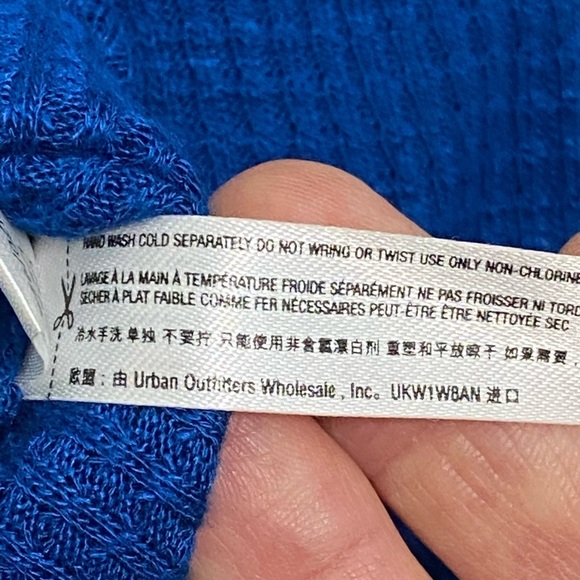 HAND WASH COLD SEPARATELY DO NOT WRING OR TWIST USE ONLY NON-CHLORINE
LAVAGE À LA MAIN À TEMPÉRATURE FROIDE SÉPARÉMENT NE PAS FROISSER NI TORD
SÉCHER À PLAT FAIBLE COMME FER NÉCESSAIRES PEUT-ÊTRE ÊTRE NETTOYÉE SEC
冷水手洗 单独 不要拧 只能使用非含氯漂白剂 重塑和平放晾干 如果需要，
欧盟：由 Urban Outfitters Wholesale , Inc。UKW1W8AN 进口